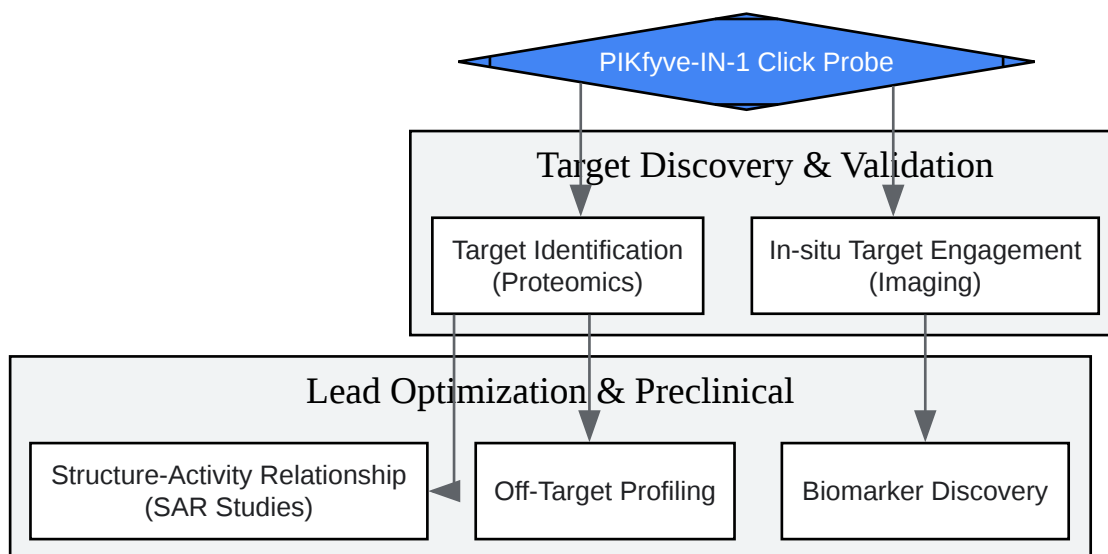 PIKfyve-IN-1 Click Probe
Target Discovery & Validation
Target Identification
(Proteomics)
In-situ Target Engagement
(Imaging)
Lead Optimization & Preclinical
Structure-Activity Relationship
(SAR Studies)
Off-Target Profiling
Biomarker Discovery